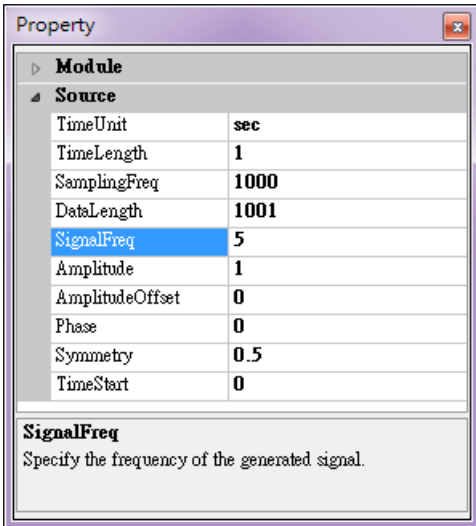 Property
Module
Source
TimeUnit sec
TimeLength 1
SamplingFreq 1000
DataLength 1001
SignalFreq 5
Amplitude 1
AmplitudeOffset 0
Phase 0
Symmetry 0.5
TimeStart 0
SignalFreq
Specify the frequency of the generated signal.